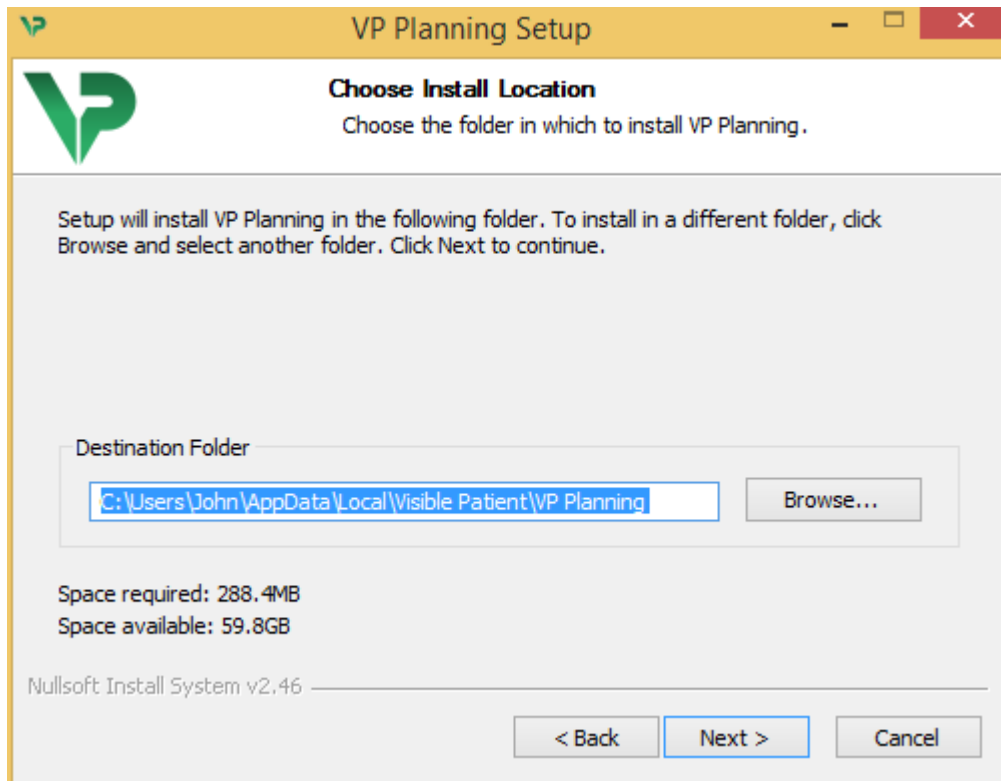 VP Planning Setup
VP
Choose Install Location
Choose the folder in which to install VP Planning.
Setup will install VP Planning in the following folder. To install in a different folder, click
Browse and select another folder. Click Next to continue.
Destination Folder
C:\Users\John\AppData\Local\Visible Patient\VP Planning
Browse...
Space required: 288.4MB
Space available: 59.8GB
Nullsoft Install System v2.46
< Back
Next >
Cancel